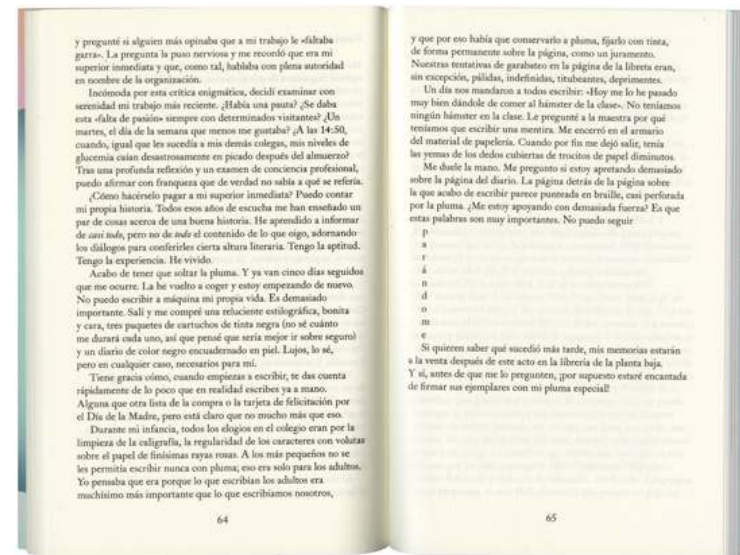 y pregunté si alguien más opinaba que a mi trabajo le «faltaba
garra». La pregunta la puso nerviosa y me recordó que era mi
superior inmediata y que, como tal, hablaba con plena autoridad
en nombre de la organización.
Incómoda por esta crítica enigmática, decidí examinar con
serenidad mi trabajo más reciente. ¿Había una pauta? ¿Se daba
esta «falta de pasión» siempre con determinados visitantes? ¿Un
martes, el día de la semana que menos me gustaba? ¿A las 14:50,
cuando, igual que les sucedía a mis demás colegas, mis niveles de
glucemia caían desastrosamente en picado después del almuerzo?
Tras una profunda reflexión y un examen de conciencia profesional,
puedo afirmar con franqueza que de verdad no sabía a qué se refería.
¿Cómo hacérselo pagar a mi superior inmediata? Puedo contar
mi propia historia. Todos esos años de escucha me han enseñado un
par de cosas acerca de una buena historia. He aprendido a informar
de casi todo, pero no de todo el contenido de lo que oigo, adornando
los diálogos para conferirles cierta altura literaria. Tengo la aptitud.
Tengo la experiencia. He vivido.
Acabo de tener que soltar la pluma. Y ya van cinco días seguidos
que me ocurre. La he vuelto a coger y estoy empezando de nuevo.
No puedo escribir a máquina mi propia vida. Es demasiado
importante. Salí y me compré una reluciente estilográfica, bonita
y cara, tres paquetes de cartuchos de tinta negra (no sé cuánto
me durará cada uno, así que pensé que sería mejor ir sobre seguro)
y un diario de color negro encuadernado en piel. Lujos, lo sé,
pero en cualquier caso, necesarios para mí.
Tiene gracia cómo, cuando empiezas a escribir, te das cuenta
rápidamente de lo poco que en realidad escribes ya a mano.
Alguna que otra lista de la compra o la tarjeta de felicitación por
el Día de la Madre, pero está claro que no mucho más que eso.
Durante mi infancia, todos los elogios en el colegio eran por la
limpieza de la caligrafía, la regularidad de los caracteres con volutas
sobre el papel de finísimas rayas rosas. A los más pequeños no se
les permitía escribir nunca con pluma; eso era solo para los adultos.
Yo pensaba que era porque lo que escribían los adultos era
muchísimo más importante que lo que escribíamos nosotros,
64
y que por eso había que conservarlo a pluma, fijarlo con tinta,
de forma permanente sobre la página, como un juramento.
Nuestras tentativas de garabateo en la página de la libreta eran,
sin excepción, pálidas, indefinidas, titubeantes, deprimentes.
Un día nos mandaron a todos escribir: «Hoy me lo he pasado
muy bien dándole de comer al hámster de la clase». No teníamos
ningún hámster en la clase. Le pregunté a la maestra por qué
teníamos que escribir una mentira. Me encerró en el armario
del material de papelería. Cuando por fin me dejó salir, tenía
las yemas de los dedos cubiertas de trocitos de papel diminutos.
Me duele la mano. Me pregunto si estoy apretando demasiado
sobre la página del diario. La página detrás de la página sobre
la que acabo de escribir parece punteada en braille, casi perforada
por la pluma. ¿Me estoy apoyando con demasiada fuerza? Es que
estas palabras son muy importantes. No puedo seguir
p
a
r
á
n
d
o
m
e
Si quieren saber qué sucedió más tarde, mis memorias estarán
a la venta después de este acto en la librería de la planta baja.
Y sí, antes de que me lo pregunten, ¡por supuesto estaré encantada
de firmar sus ejemplares con mi pluma especial!
65